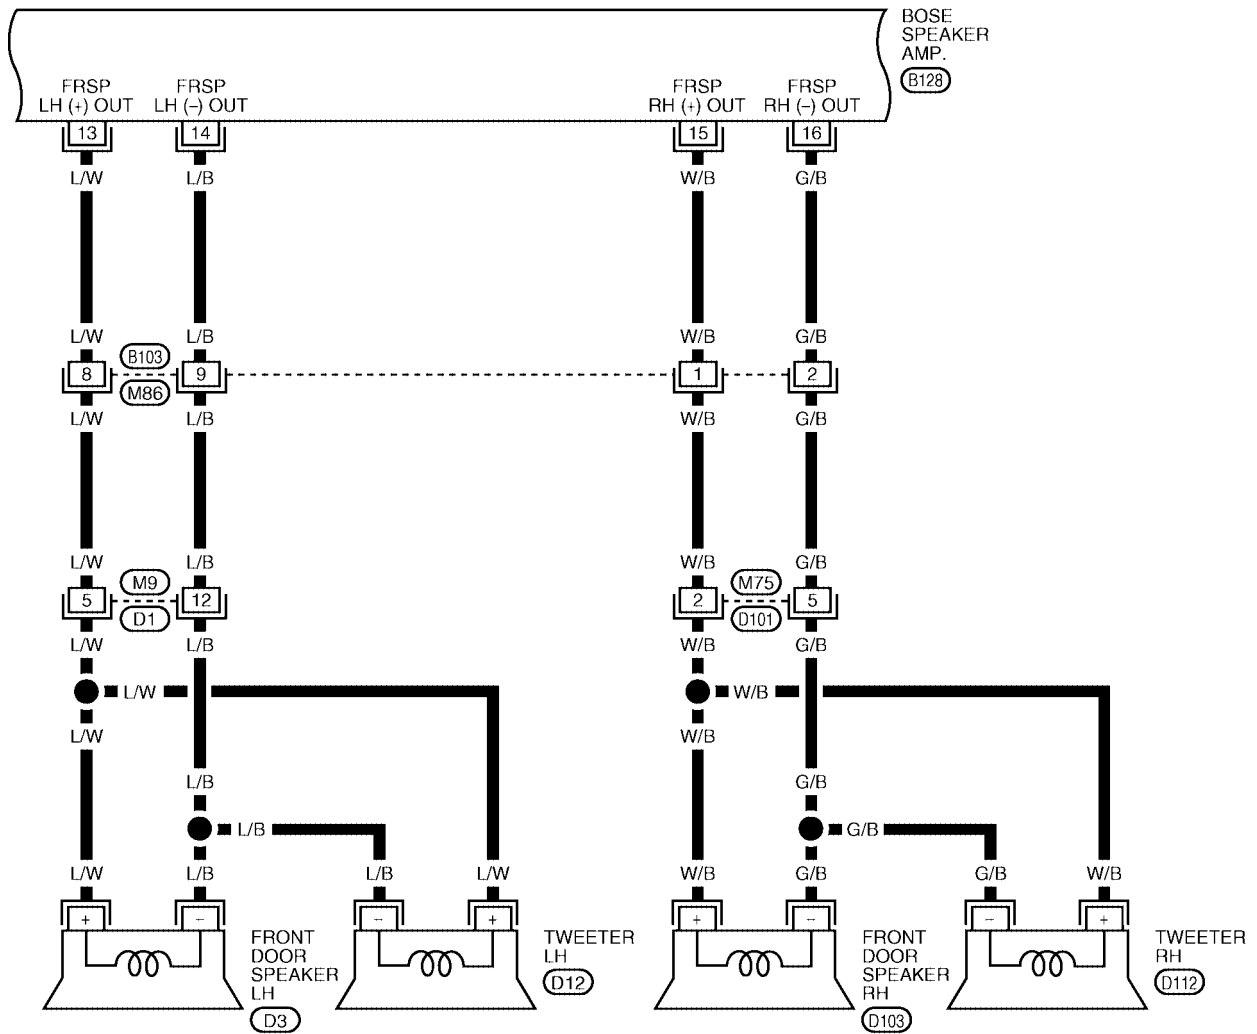 BOSE
SPEAKER
AMP.
B128
FRSP
LH (+) OUT
FRSP
LH (–) OUT
FRSP
RH (+) OUT
FRSP
RH (–) OUT
13
14
15
16
L/W
L/B
W/B
G/B
L/W
L/B
W/B
G/B
B103
8
9
1
2
M86
L/W
L/B
W/B
G/B
L/W
L/B
W/B
G/B
M9
M75
5
12
2
5
D1
D101
L/W
L/B
W/B
G/B
L/W
W/B
L/W
W/B
L/B
G/B
L/B
G/B
L/W
L/B
L/B
L/W
W/B
G/B
G/B
W/B
+
–
–
+
+
–
–
+
FRONT
DOOR
SPEAKER
LH
D3
TWEETER
LH
D12
FRONT
DOOR
SPEAKER
RH
D103
TWEETER
RH
D112